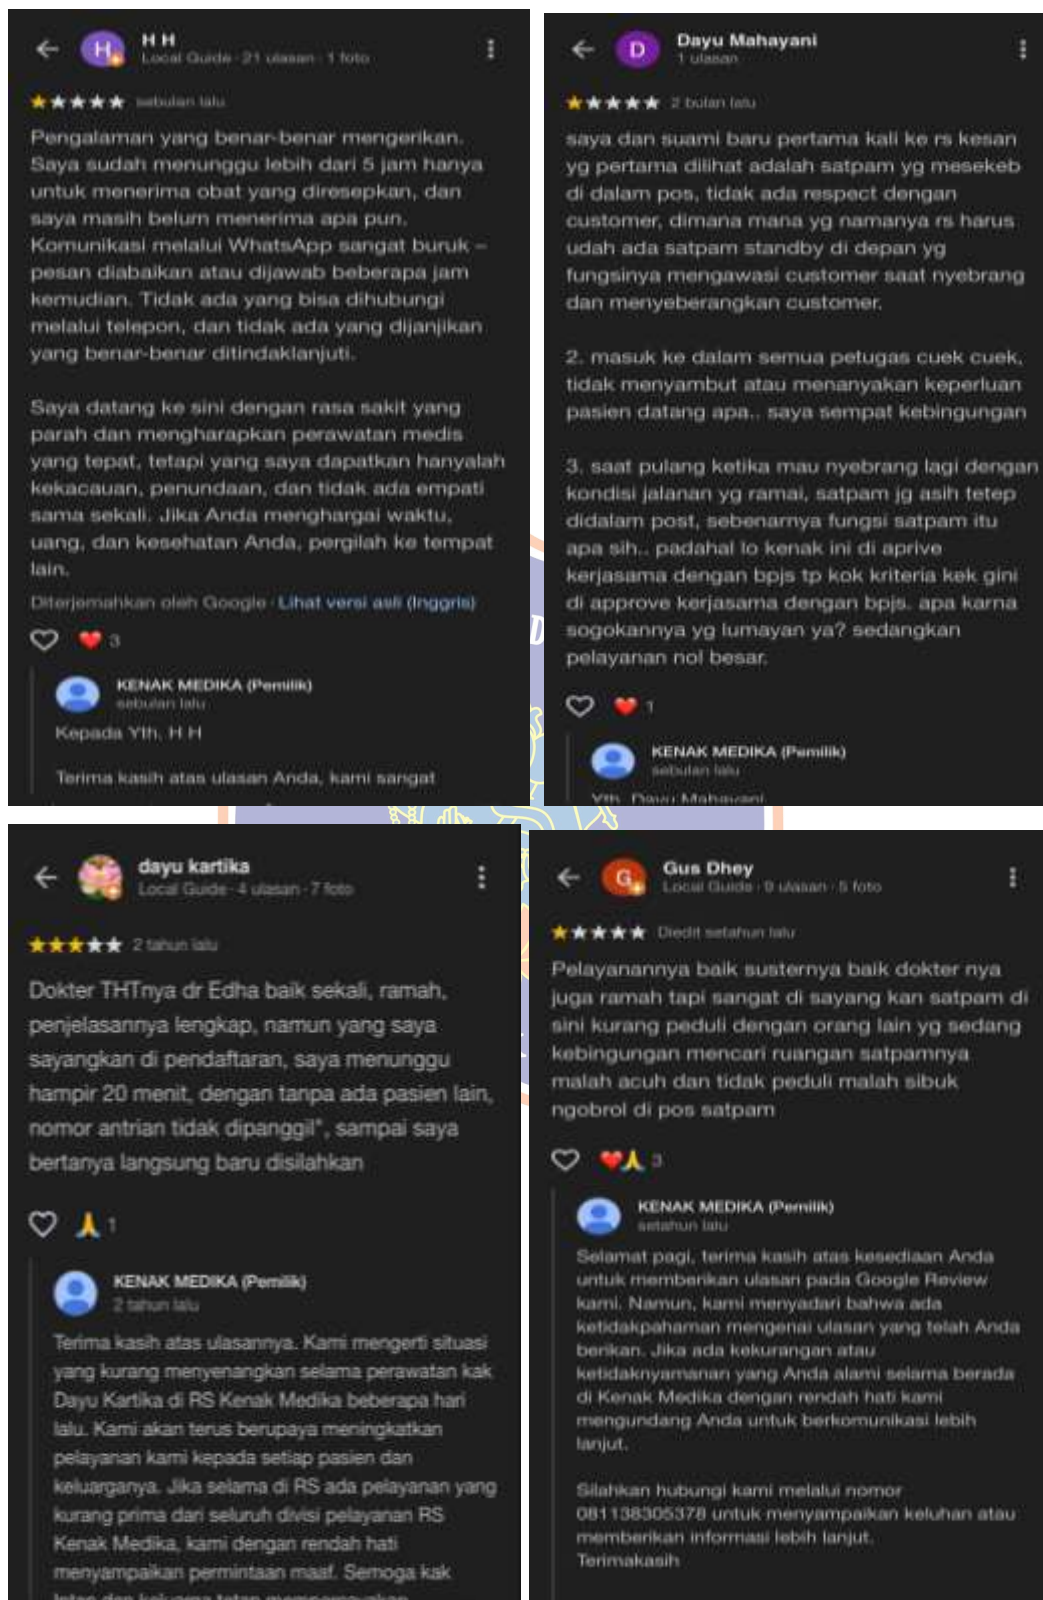 H H
Local Guide · 21 ulasan · 1 foto
sebulan lalu
Pengalaman yang benar-benar mengerikan.
Saya sudah menunggu lebih dari 5 jam hanya
untuk menerima obat yang diresepkan, dan
saya masih belum menerima apa pun.
Komunikasi melalui WhatsApp sangat buruk –
pesan diabaikan atau dijawab beberapa jam
kemudian. Tidak ada yang bisa dihubungi
melalui telepon, dan tidak ada yang dijanjikan
yang benar-benar ditindaklanjuti.
Saya datang ke sini dengan rasa sakit yang
parah dan mengharapkan perawatan medis
yang tepat, tetapi yang saya dapatkan hanyalah
kekacauan, penundaan, dan tidak ada empati
sama sekali. Jika Anda menghargai waktu,
uang, dan kesehatan Anda, pergilah ke tempat
lain.
Diterjemahkan oleh Google · Lihat versi asli (Inggris)
3
KENAK MEDIKA (Pemilik)
sebulan lalu
Kepada Yth. H H
Terima kasih atas ulasan Anda, kami sangat
D
Dayu Mahayani
1 ulasan
2 bulan lalu
saya dan suami baru pertama kali ke rs kesan
yg pertama dilihat adalah satpam yg mesekeb
di dalam pos, tidak ada respect dengan
customer, dimana mana yg namanya rs harus
udah ada satpam standby di depan yg
fungsinya mengawasi customer saat nyebrang
dan menyeberangkan customer.
2. masuk ke dalam semua petugas cuek cuek,
tidak menyambut atau menanyakan keperluan
pasien datang apa.. saya sempat kebingungan
3. saat pulang ketika mau nyebrang lagi dengan
kondisi jalanan yg ramai, satpam jg asih tetep
didalam post, sebenarnya fungsi satpam itu
apa sih.. padahal lo kenak ini di aprive
kerjasama dengan bpjs tp kok kriteria kek gini
di approve kerjasama dengan bpjs. apa karna
sogokannya yg lumayan ya? sedangkan
pelayanan nol besar.
1
KENAK MEDIKA (Pemilik)
sebulan lalu
Yth. Dayu Mahayani
dayu kartika
Local Guide · 4 ulasan · 7 foto
2 tahun lalu
Dokter THTnya dr Edha baik sekali, ramah,
penjelasannya lengkap, namun yang saya
sayangkan di pendaftaran, saya menunggu
hampir 20 menit, dengan tanpa ada pasien lain,
nomor antrian tidak dipanggil", sampai saya
bertanya langsung baru disilahkan
1
KENAK MEDIKA (Pemilik)
2 tahun lalu
Terima kasih atas ulasannya. Kami mengerti situasi
yang kurang menyenangkan selama perawatan kak
Dayu Kartika di RS Kenak Medika beberapa hari
lalu. Kami akan terus berupaya meningkatkan
pelayanan kami kepada setiap pasien dan
keluarganya. Jika selama di RS ada pelayanan yang
kurang prima dari seluruh divisi pelayanan RS
Kenak Medika, kami dengan rendah hati
menyampaikan permintaan maaf. Semoga kak
G
Gus Dhey
Local Guide · 9 ulasan · 5 foto
Diedit setahun lalu
Pelayanannya baik susternya baik dokter nya
juga ramah tapi sangat di sayang kan satpam di
sini kurang peduli dengan orang lain yg sedang
kebingungan mencari ruangan satpamnya
malah acuh dan tidak peduli malah sibuk
ngobrol di pos satpam
3
KENAK MEDIKA (Pemilik)
setahun lalu
Selamat pagi, terima kasih atas kesediaan Anda
untuk memberikan ulasan pada Google Review
kami. Namun, kami menyadari bahwa ada
ketidakpahaman mengenai ulasan yang telah Anda
berikan. Jika ada kekurangan atau
ketidaknyamanan yang Anda alami selama berada
di Kenak Medika dengan rendah hati kami
mengundang Anda untuk berkomunikasi lebih
lanjut.
Silahkan hubungi kami melalui nomor
081138305378 untuk menyampaikan keluhan atau
memberikan informasi lebih lanjut.
Terimakasih